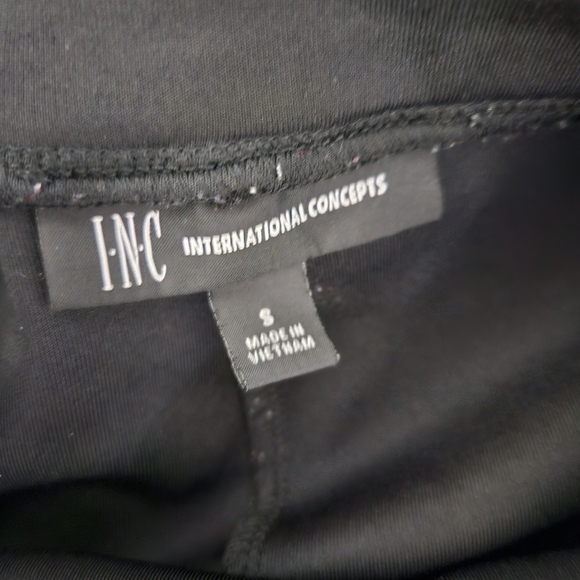 I·N·C INTERNATIONAL CONCEPTS
S
MADE IN
VIETNAM